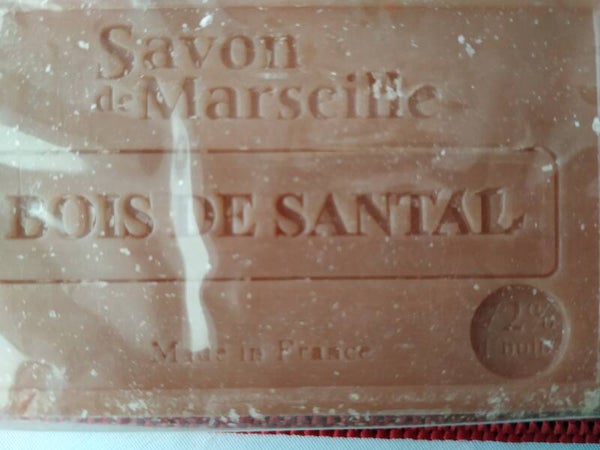 Savon
de Marseille
BOIS DE SANTAL
Made in France